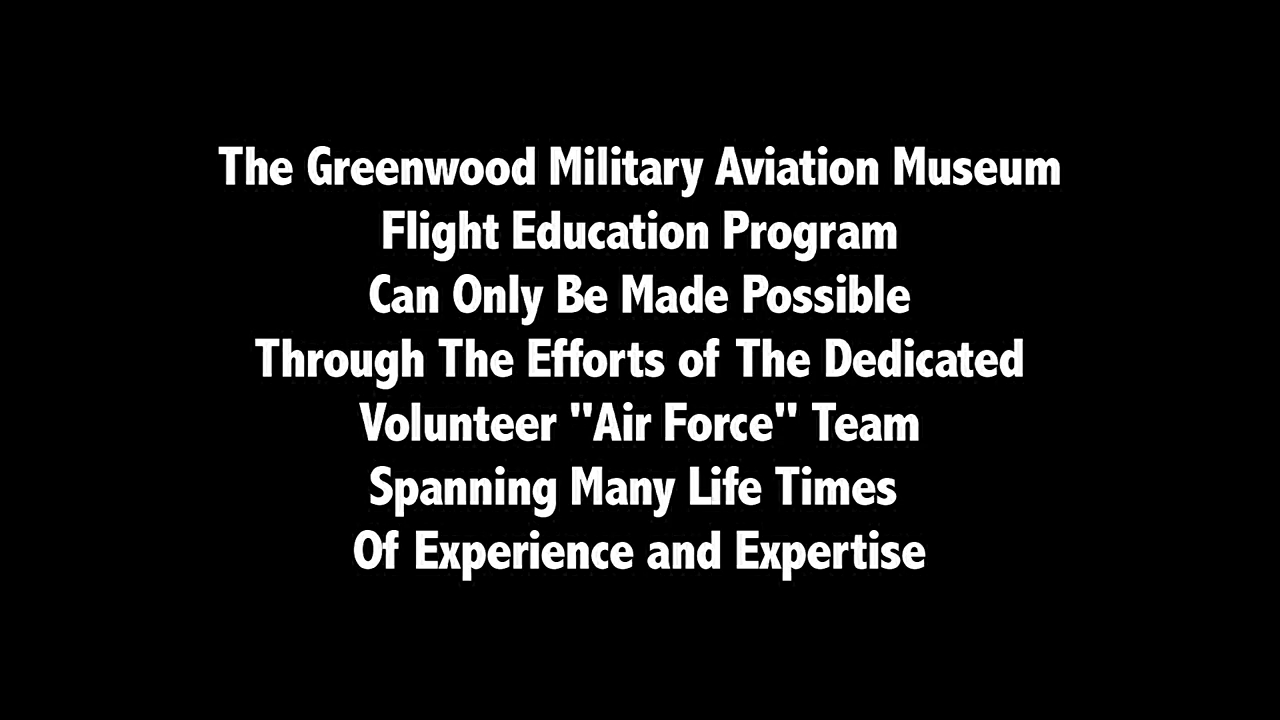 The Greenwood Military Aviation Museum
Flight Education Program
Can Only Be Made Possible
Through The Efforts of The Dedicated
Volunteer "Air Force" Team
Spanning Many Life Times
Of Experience and Expertise